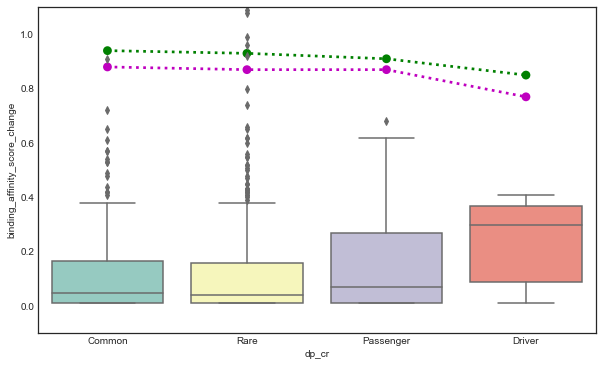 binding_affinity_score_change
1.0
0.8
0.6
0.4
0.2
0.0
Common Rare Passenger Driver
dp_cr